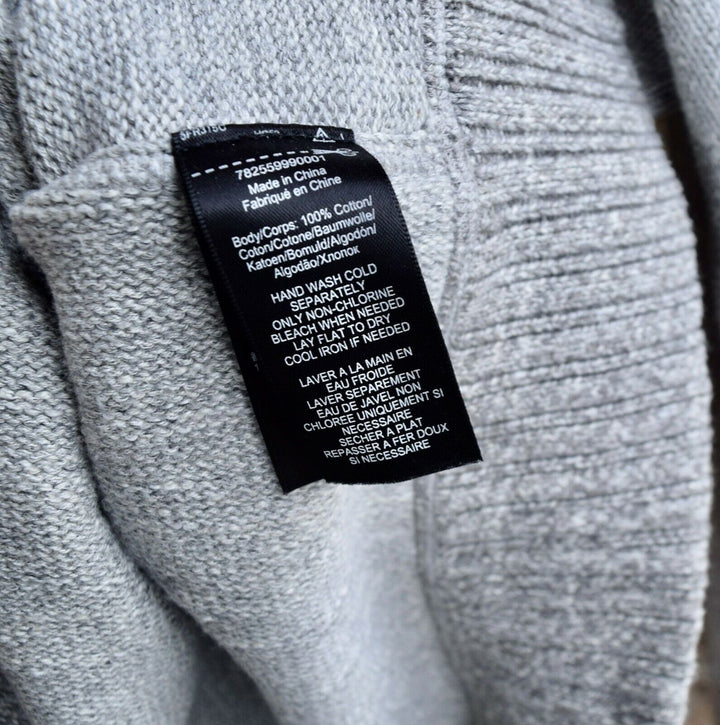 782559990001
Made in China
Fabriqué en Chine
Body/Corps: 100% Cotton/
Coton/Cotone/Baumwolle/
Katoen/Bomuld/Algodón/
Algodão/Хлопок
HAND WASH COLD
SEPARATELY
ONLY NON-CHLORINE
BLEACH WHEN NEEDED
LAY FLAT TO DRY
COOL IRON IF NEEDED
LAVER A LA MAIN EN
EAU FROIDE
LAVER SEPAREMENT
EAU DE JAVEL NON
CHLOREE UNIQUEMENT SI
NECESSAIRE
SECHER A PLAT
REPASSER A FER DOUX
SI NECESSAIRE